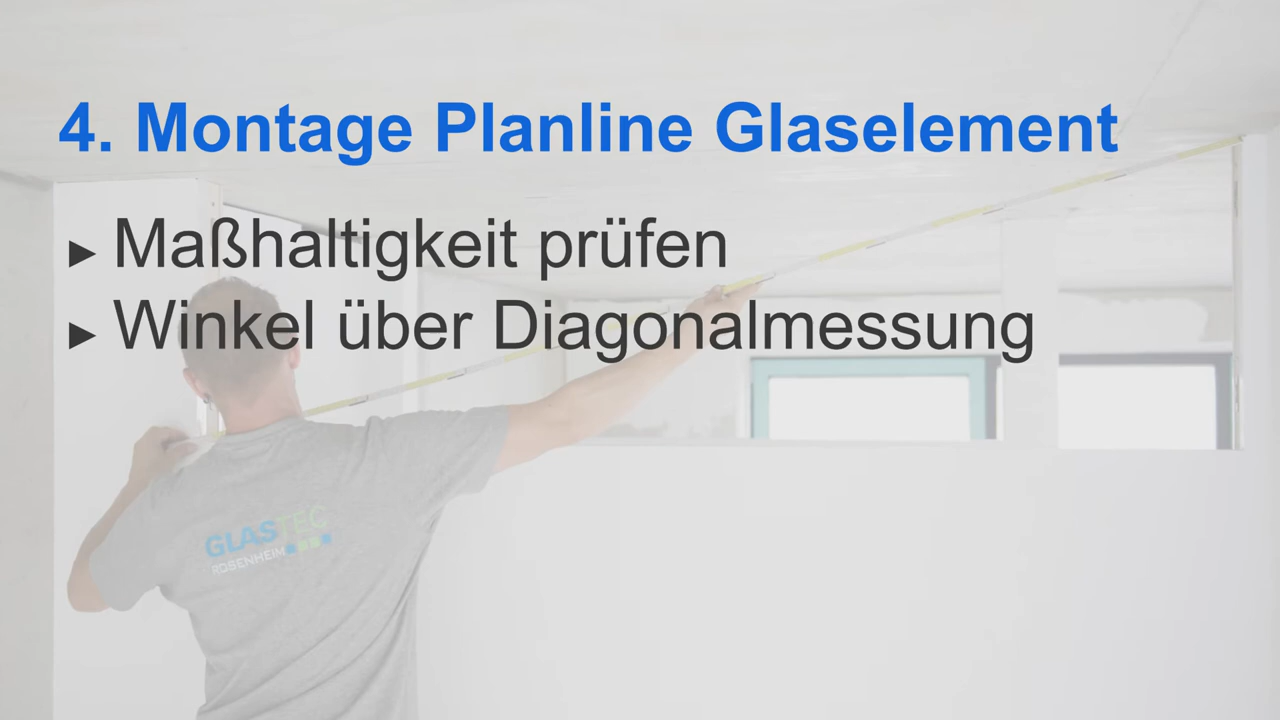 4. Montage Planline Glaselement
► Maßhaltigkeit prüfen
► Winkel über Diagonalmessung
GLASTEC
ROSENHEIM